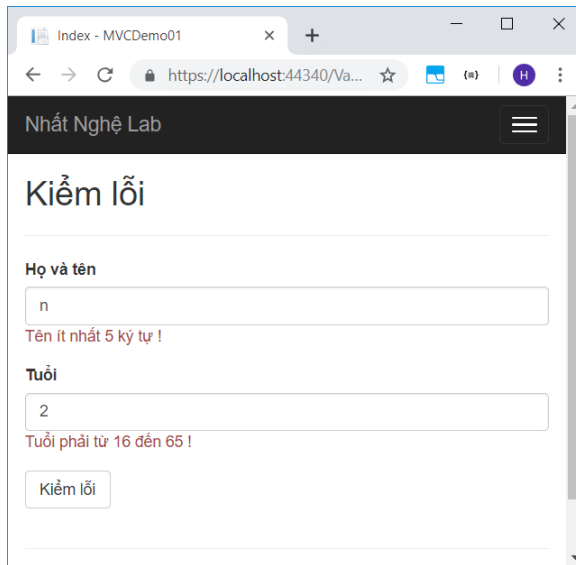 Index - MVCDemo01
https://localhost:44340/Va...
H
Nhất Nghệ Lab
Kiểm lỗi
Họ và tên
n
Tên ít nhất 5 ký tự !
Tuổi
2
Tuổi phải từ 16 đến 65 !
Kiểm lỗi